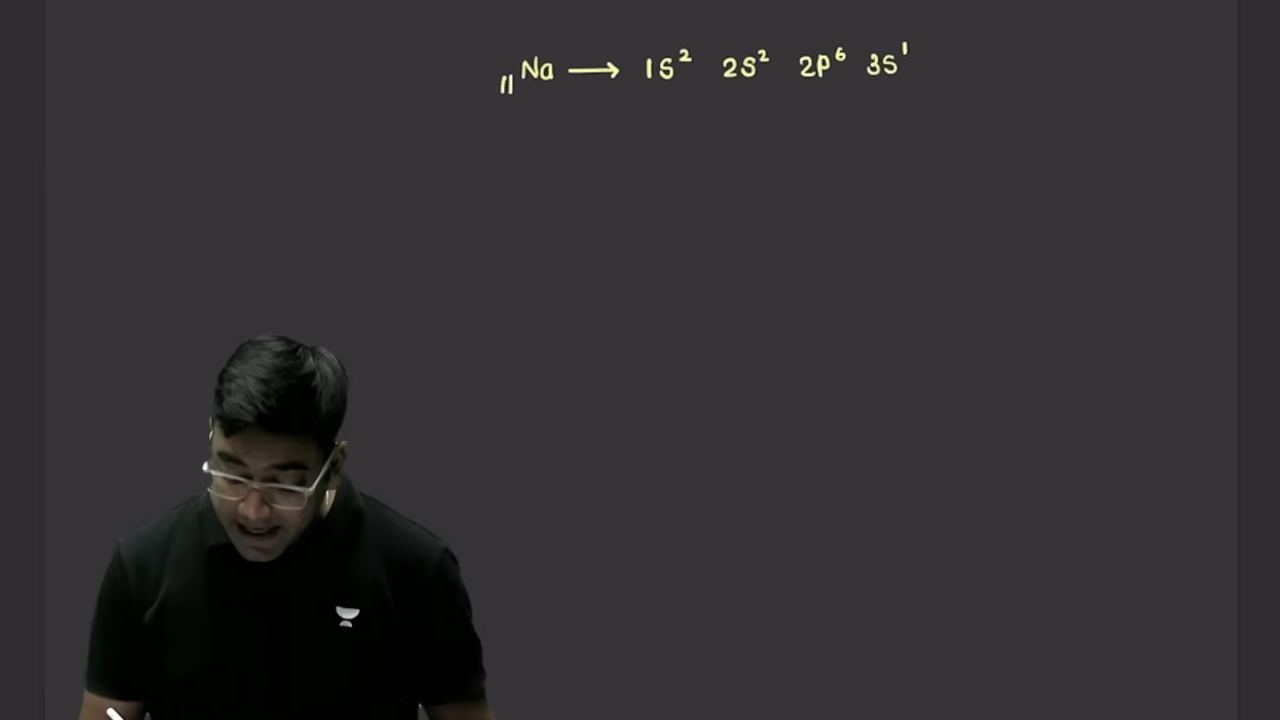 ₁₁Na ⟶ 1S² 2S² 2P⁶ 3S¹